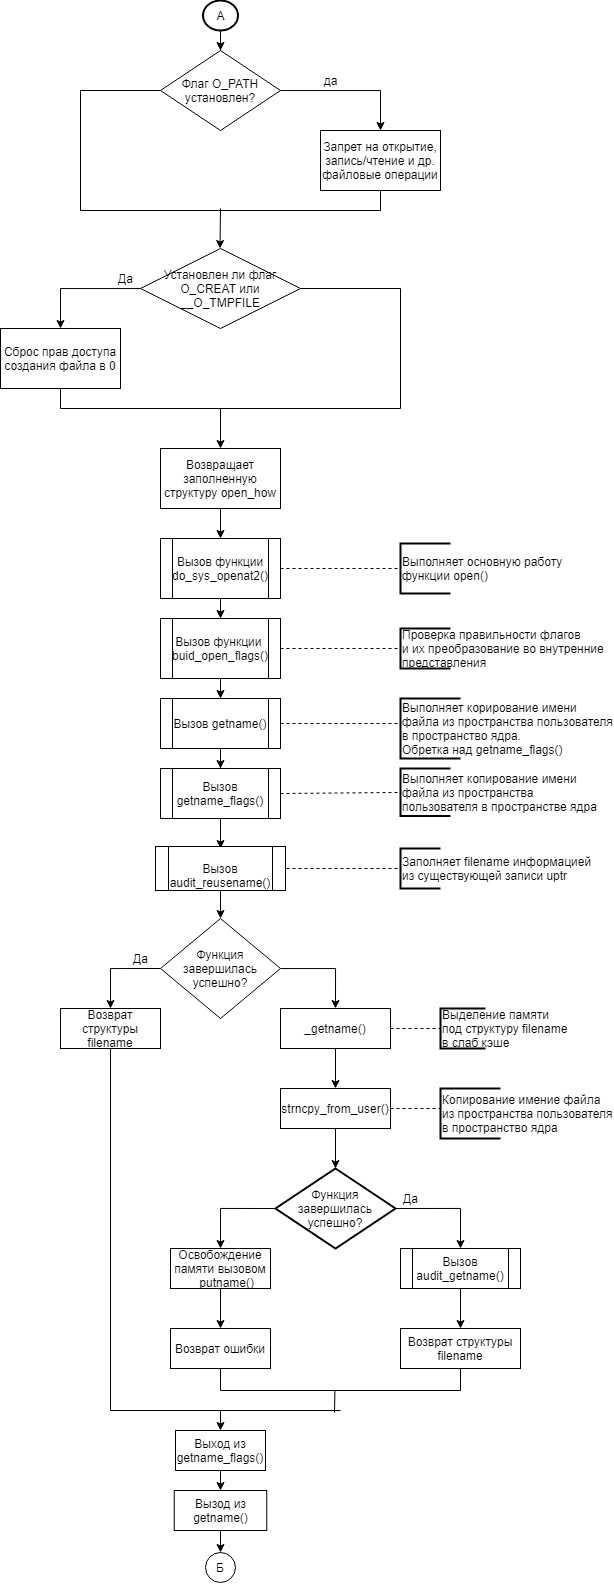 А
Флаг O_PATH
установлен?
да
Запрет на открытие,
запись/чтение и др.
файловые операции
Установлен ли флаг
O_CREAT или
__O_TMPFILE
Да
Сброс прав доступа
создания файла в 0
Возвращает
заполненную
структуру open_how
Вызов функции
do_sys_openat2()
Выполняет основную работу
функции open()
Вызов функции
buid_open_flags()
Проверка правильности флагов
и их преобразование во внутренние
представления
Вызов getname()
Выполняет корирование имени
файла из пространства пользователя
в пространство ядра.
Обретка над getname_flags()
Вызов
getname_flags()
Выполняет копирование имени
файла из пространства
пользователя в пространстве ядра
Вызов
audit_reusename()
Заполняет filename информацией
из существующей записи uptr
Функция
завершилась
успешно?
Да
Возврат
структуры
filename
_getname()
Выделение памяти
под структуру filename
в слаб кэше
strncpy_from_user()
Копирование имение файла
из пространства пользователя
в пространство ядра
Функция
завершилась
успешно?
Да
Освобождение
памяти вызовом
putname()
Вызов
audit_getname()
Возврат ошибки
Возврат структуры
filename
Выход из
getname_flags()
Вызод из
getname()
Б